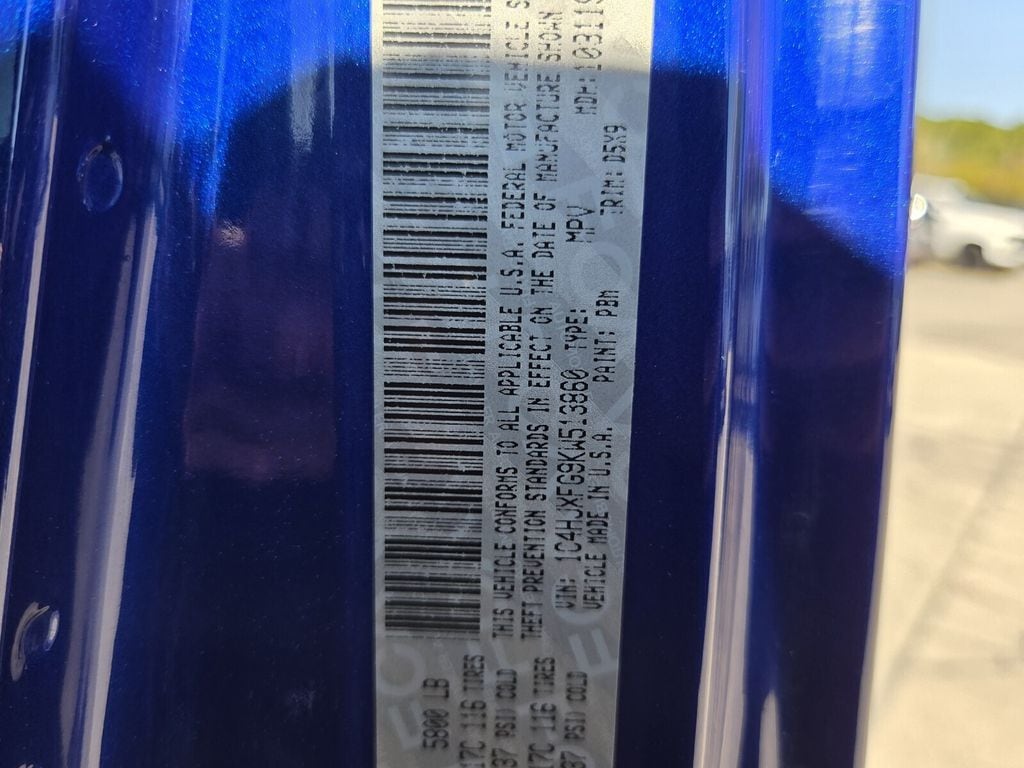 5800 LB
17C 116 TIRES
37 PSI COLD
THIS VEHICLE CONFORMS TO ALL APPLICABLE U.S.A. FEDERAL MOTOR VEHICLE S
THEFT PREVENTION STANDARDS IN EFFECT ON THE DATE OF MANUFACTURE SHOWN
17C 116 TIRES
37 PSI COLD
VIN: 1C4HJXFG9KW513860 TYPE: MPV MDH: 103119
VEHICLE MADE IN U.S.A. PAINT: PBM TRIM: D5X9